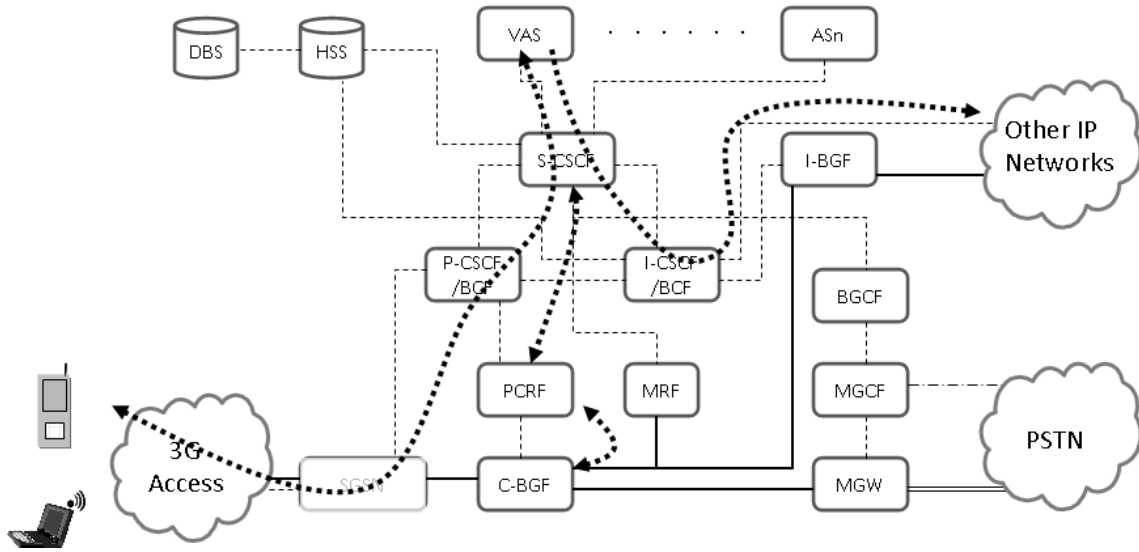 VAS
ASn
DBS
HSS
Other IP
Networks
S-CSCF
I-BGF
P-CSCF
/BCF
I-CSCF
/BCF
BGCF
PCRF
MRF
MGCF
PSTN
3G
Access
SGSN
C-BGF
MGW